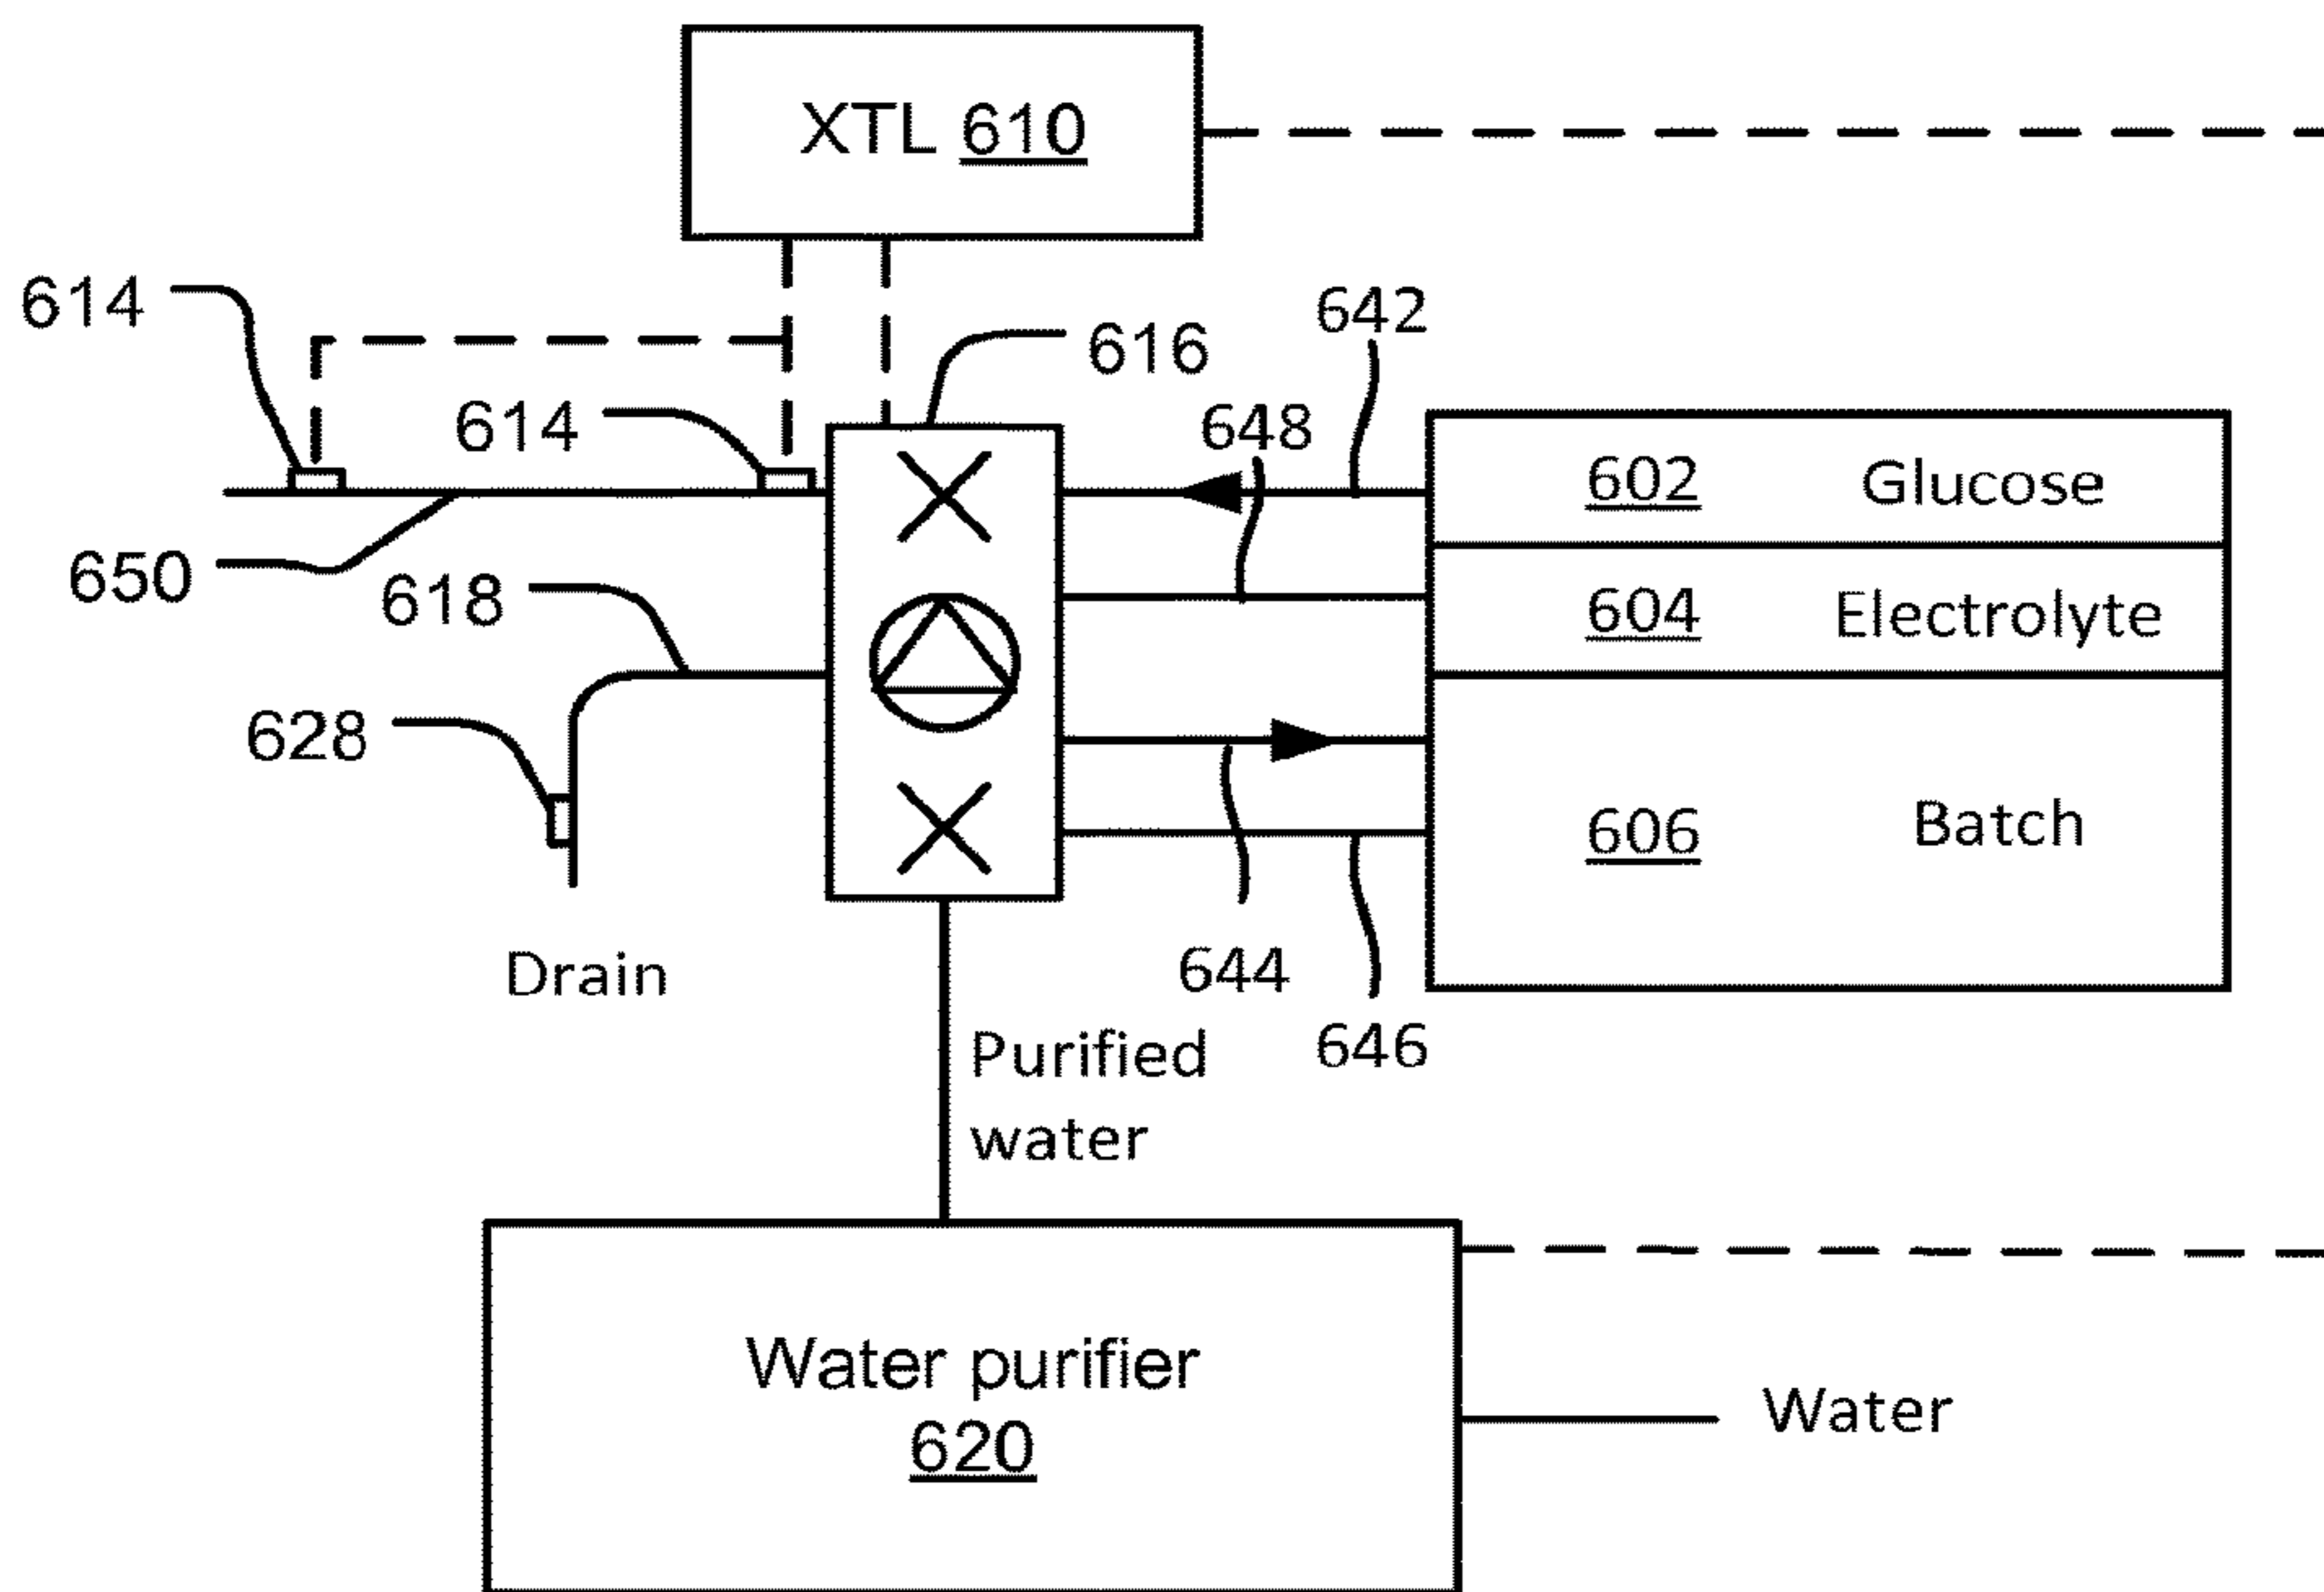 XTL 610
614
642
616
614
648
602 Glucose
650
618
604 Electrolyte
628
606 Batch
Drain
644
646
Purified
water
Water purifier
620
Water